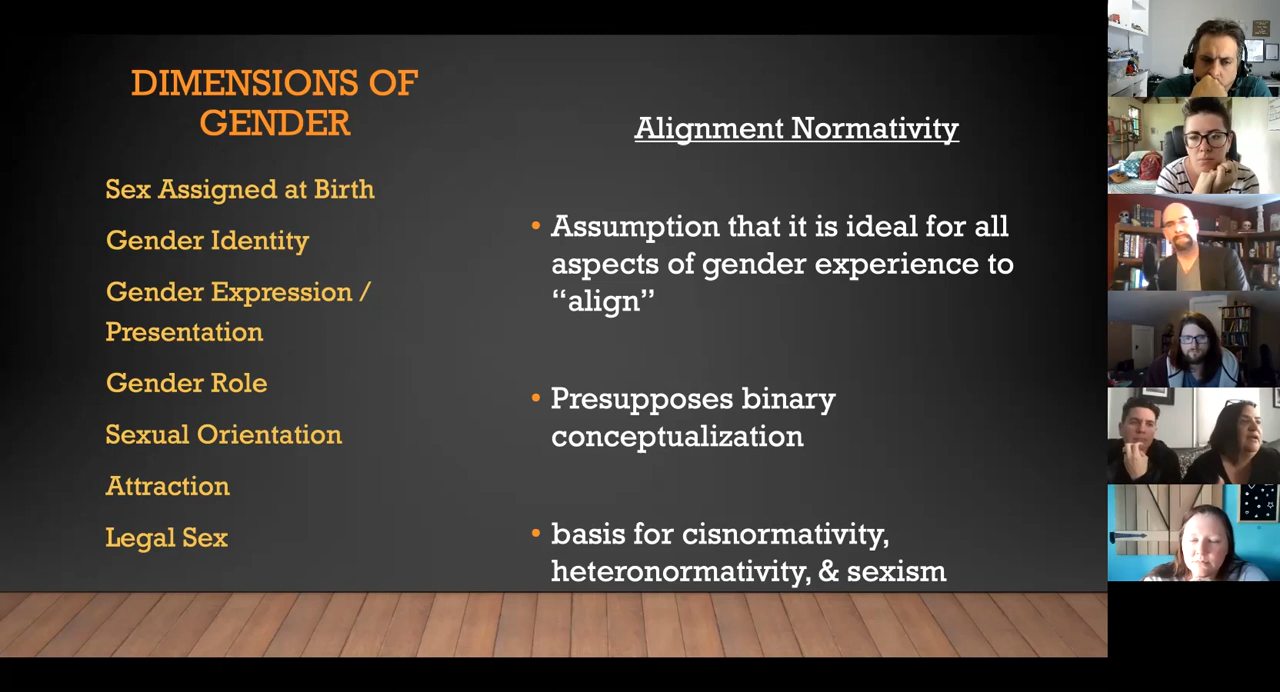 DIMENSIONS OF
GENDER
Sex Assigned at Birth
Gender Identity
Gender Expression /
Presentation
Gender Role
Sexual Orientation
Attraction
Legal Sex
Alignment Normativity
• Assumption that it is ideal for all
aspects of gender experience to
“align”
• Presupposes binary
conceptualization
• basis for cisnormativity,
heteronormativity, & sexism